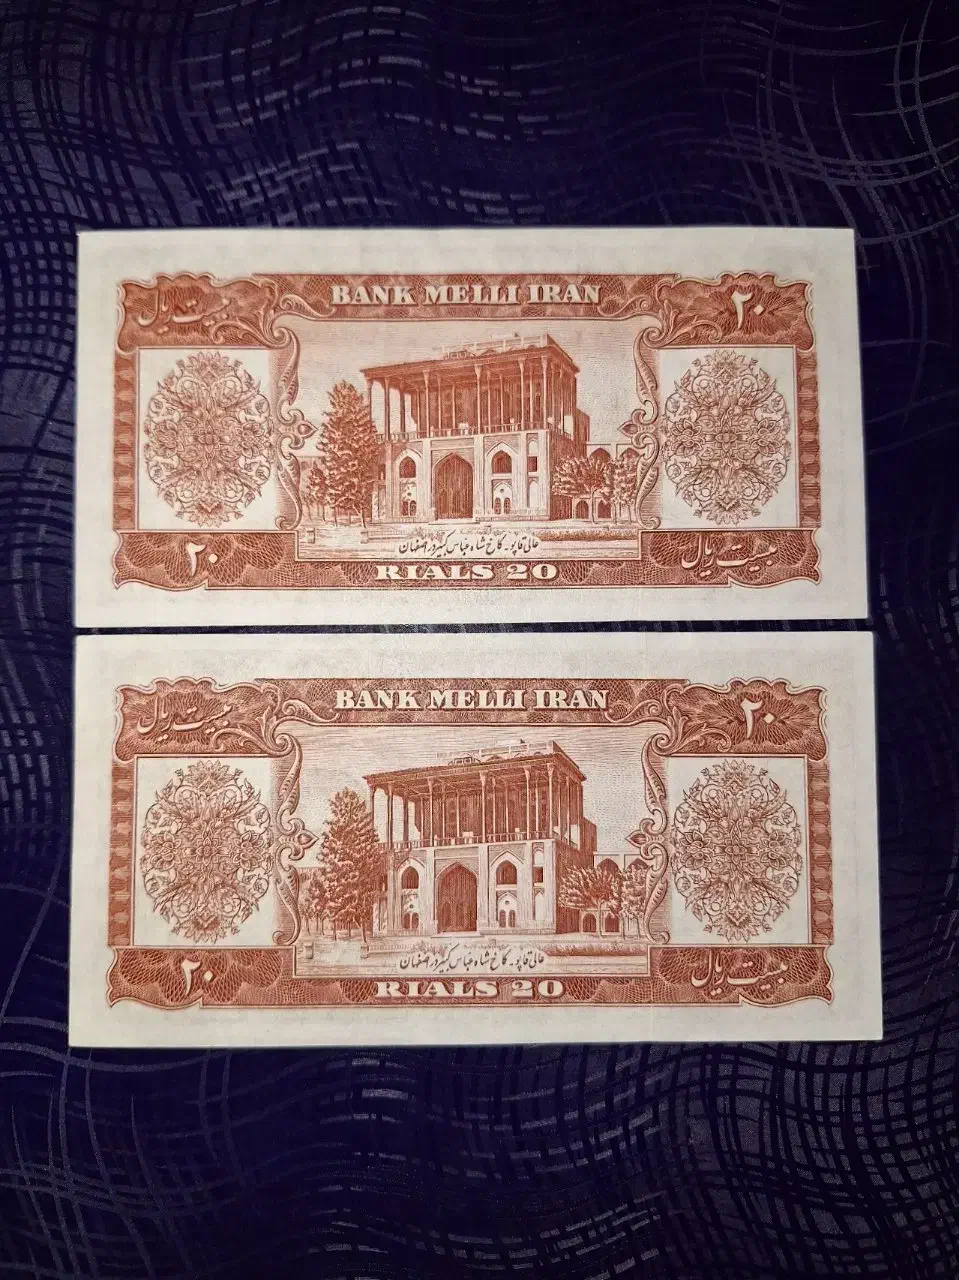 BANK MELLI IRAN
بیست ریال
۲۰
عالی قاپو - کاخ شاه عباس کبیر در اصفهان
RIALS 20
۲۰
بیست ریال
BANK MELLI IRAN
بیست ریال
۲۰
عالی قاپو - کاخ شاه عباس کبیر در اصفهان
RIALS 20
۲۰
بیست ریال